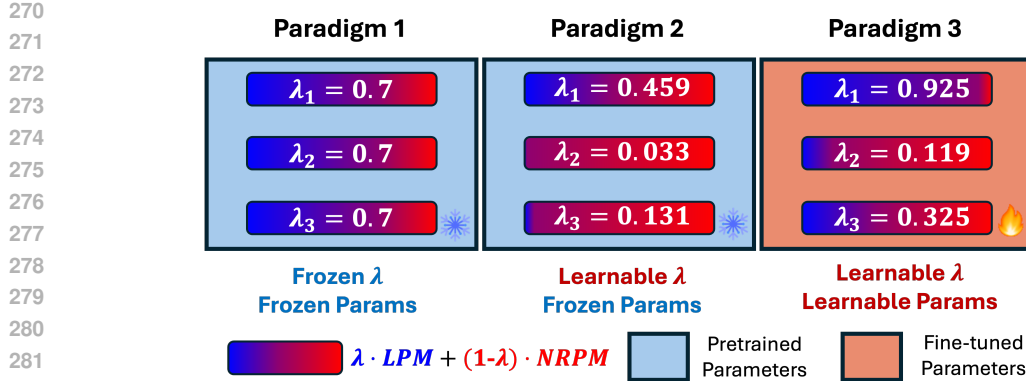 270
271
272
273
274
275
276
277
278
279
280
281
Paradigm 1
Paradigm 2
Paradigm 3
λ₁ = 0.7
λ₂ = 0.7
λ₃ = 0.7
λ₁ = 0.459
λ₂ = 0.033
λ₃ = 0.131
λ₁ = 0.925
λ₂ = 0.119
λ₃ = 0.325
Frozen λ
Frozen Params
Learnable λ
Frozen Params
Learnable λ
Learnable Params
λ · LPM + (1-λ) · NRPM
Pretrained
Parameters
Fine-tuned
Parameters